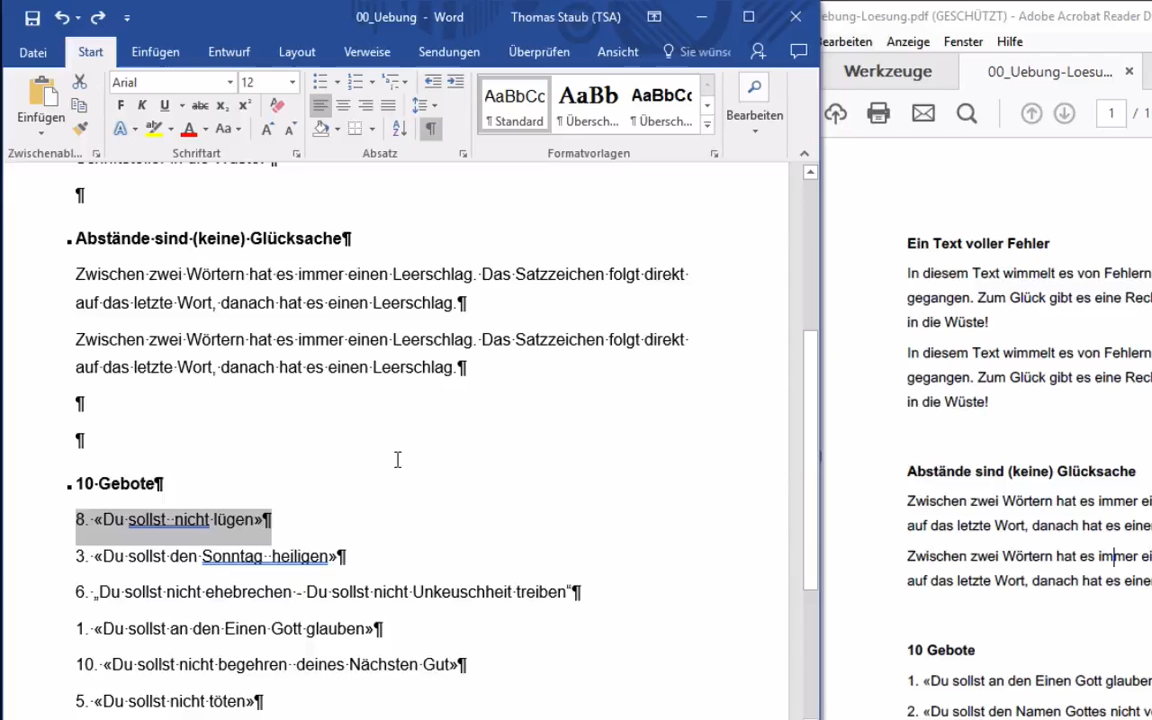 00_Uebung - Word
Thomas Staub (TSA)
Datei
Start
Einfügen
Entwurf
Layout
Verweise
Sendungen
Überprüfen
Ansicht
Sie wünsc
Einfügen
Arial
12
F K U abc x₂ x²
A ab A Aa A A
AaBbCc
¶ Standard
AaBb
¶ Übersch...
AaBbCc
¶ Übersch...
Bearbeiten
Zwischenabl...
Schriftart
Absatz
Formatvorlagen
¶
Abstände·sind·(keine)·Glücksache¶
Zwischen·zwei·Wörtern·hat·es·immer·einen·Leerschlag.·Das·Satzzeichen·folgt·direkt·
auf·das·letzte·Wort,·danach·hat·es·einen·Leerschlag.¶
Zwischen·zwei·Wörtern·hat·es·immer·einen·Leerschlag.·Das·Satzzeichen·folgt·direkt·
auf·das·letzte·Wort,·danach·hat·es·einen·Leerschlag.¶
¶
¶
10·Gebote¶
8.·«Du·sollst··nicht·lügen»¶
3.·«Du·sollst·den·Sonntag··heiligen»¶
6.·„Du·sollst·nicht·ehebrechen·-·Du·sollst·nicht·Unkeuschheit·treiben“¶
1.·«Du·sollst·an·den·Einen·Gott·glauben»¶
10.·«Du·sollst·nicht·begehren··deines·Nächsten·Gut»¶
5.·«Du·sollst·nicht·töten»¶
ebung-Loesung.pdf (GESCHÜTZT) - Adobe Acrobat Reader D
earbeiten Anzeige Fenster Hilfe
Werkzeuge
00_Uebung-Loesu...
1 / 1
Ein Text voller Fehler
In diesem Text wimmelt es von Fehlern
gegangen. Zum Glück gibt es eine Rec
in die Wüste!
In diesem Text wimmelt es von Fehlern
gegangen. Zum Glück gibt es eine Rec
in die Wüste!
Abstände sind (keine) Glücksache
Zwischen zwei Wörtern hat es immer ei
auf das letzte Wort, danach hat es eine
Zwischen zwei Wörtern hat es immer ei
auf das letzte Wort, danach hat es eine
10 Gebote
1. «Du sollst an den Einen Gott glauben
2. «Du sollst den Namen Gottes nicht v